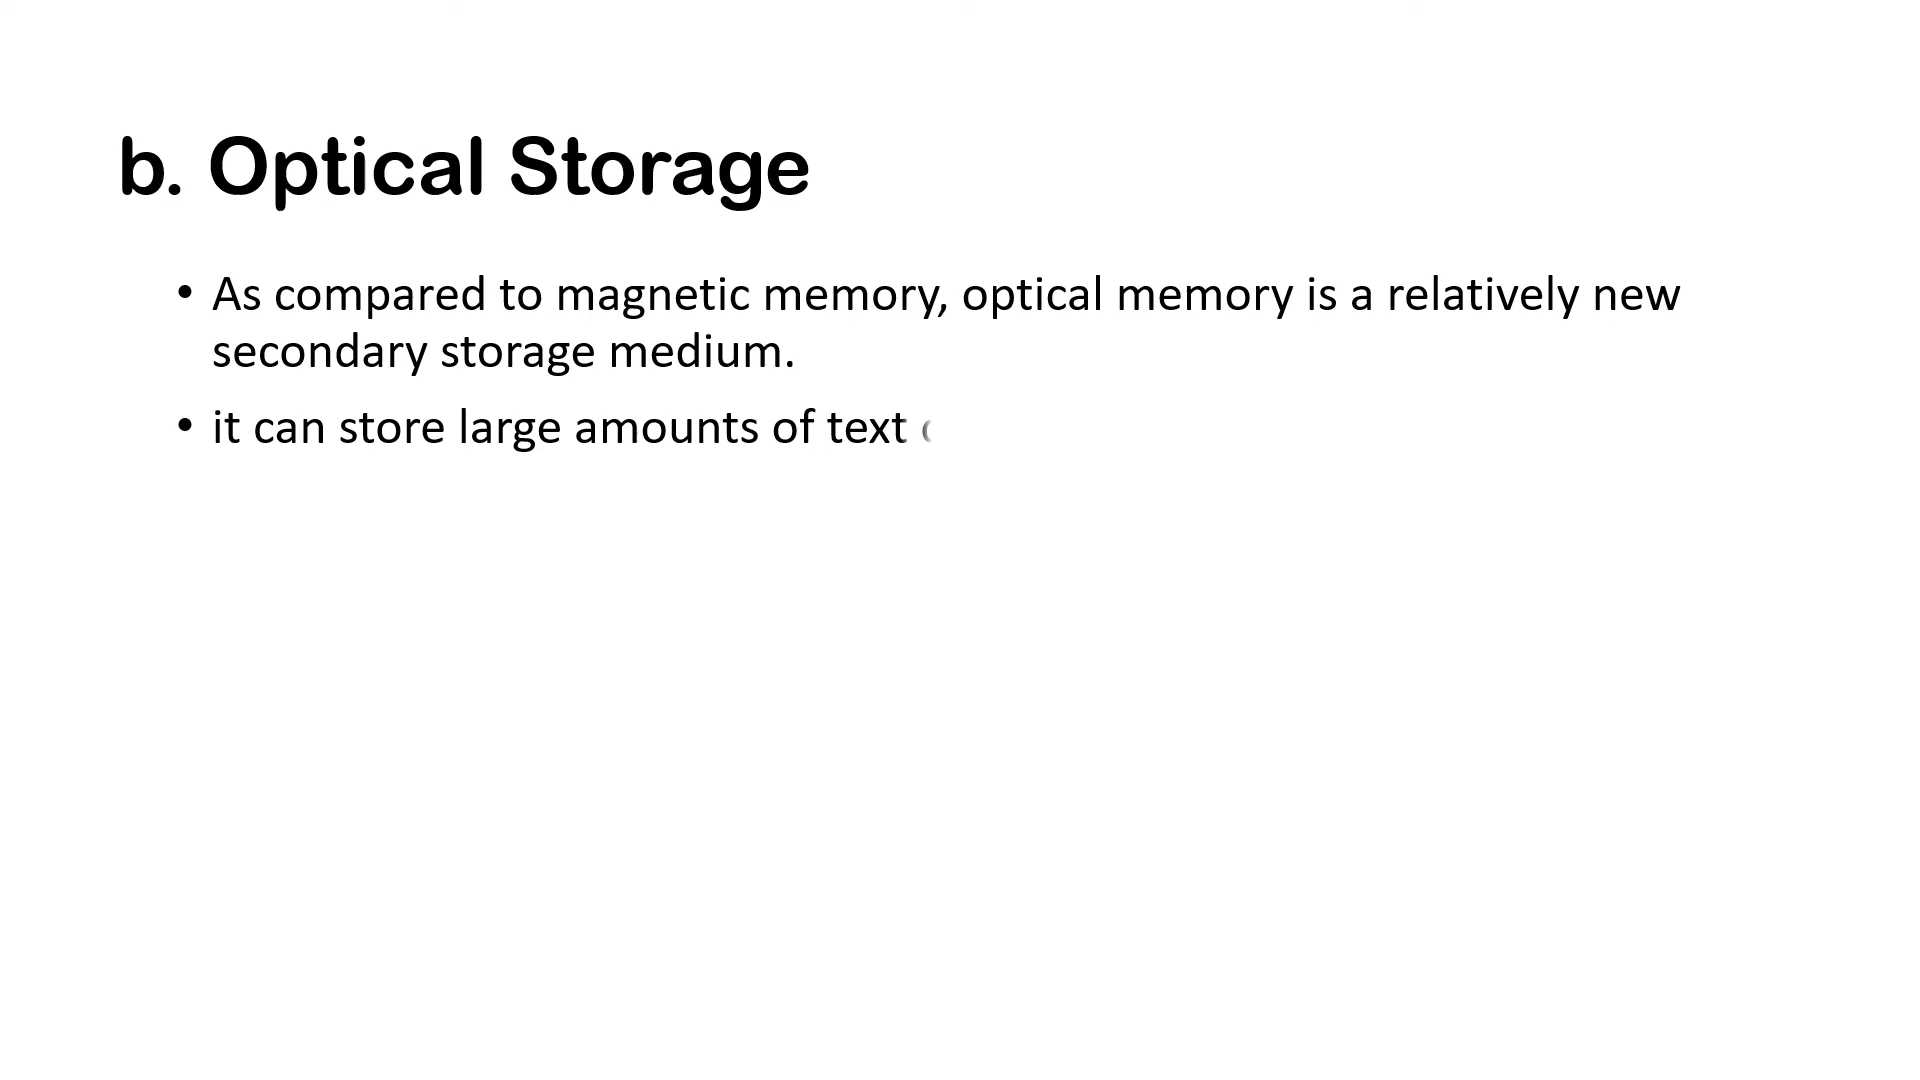 b. Optical Storage
• As compared to magnetic memory, optical memory is a relatively new
secondary storage medium.
• it can store large amounts of text